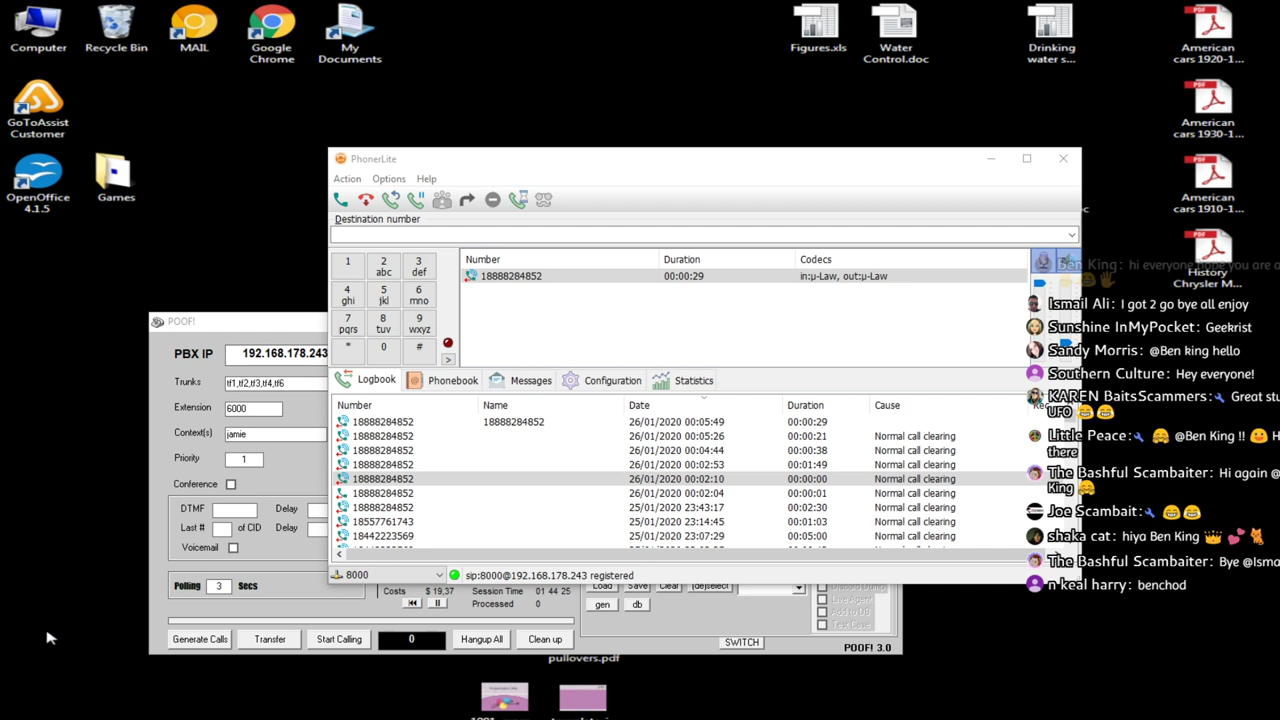 Computer
Recycle Bin
MAIL
Google
Chrome
My
Documents
Figures.xls
Water
Control.doc
Drinking
water s...
American
cars 1920-1...
GoToAssist
Customer
American
cars 1930-1...
OpenOffice
4.1.5
Games
American
cars 1910-1...
History
Chrysler M...
PhonerLite
Action Options Help
Destination number
1
2
abc
3
def
4
ghi
5
jkl
6
mno
7
pqrs
8
tuv
9
wxyz
*
0
#
>
Number Duration Codecs
18888284852 00:00:29 in:µ-Law, out:µ-Law
Logbook Phonebook Messages Configuration Statistics
Number Name Date Duration Cause
18888284852 18888284852 26/01/2020 00:05:49 00:00:29
18888284852 26/01/2020 00:05:26 00:00:21 Normal call clearing
18888284852 26/01/2020 00:04:44 00:00:38 Normal call clearing
18888284852 26/01/2020 00:02:53 00:01:49 Normal call clearing
18888284852 26/01/2020 00:02:10 00:00:00 Normal call clearing
18888284852 26/01/2020 00:02:04 00:00:01 Normal call clearing
18888284852 25/01/2020 23:43:17 00:02:30 Normal call clearing
18557761743 25/01/2020 23:14:45 00:01:03 Normal call clearing
18442223569 25/01/2020 23:07:29 00:05:00 Normal call clearing
8000
sip:8000@192.168.178.243 registered
POOF!
PBX IP 192.168.178.243
Trunks tf1,tf2,tf3,tf4,tf6
Extension 6000
Context(s) jamie
Priority 1
Conference
DTMF Delay
Last # of CID Delay
Voicemail
Polling 3 Secs
Costs $ 19,37 Session Time 01 44 25
Processed 0
Load Save Clear (de)select
gen db
Live Agent
Add to DB
Test Case
Generate Calls Transfer Start Calling 0 Hangup All Clean up
SWITCH
POOF! 3.0
pullovers.pdf
Ben King: hi everyone hope you are
Ismail Ali: I got 2 go bye all enjoy
Sunshine InMyPocket: Geekrist
Sandy Morris: @Ben king hello
Southern Culture: Hey everyone!
KAREN BaitsScammers: Great
UFO
Little Peace: @Ben King !!
there
The Bashful Scambaiter: Hi again
King
Joe Scambait:
shaka cat: hiya Ben King
The Bashful Scambaiter: Bye
n keal harry: benchod